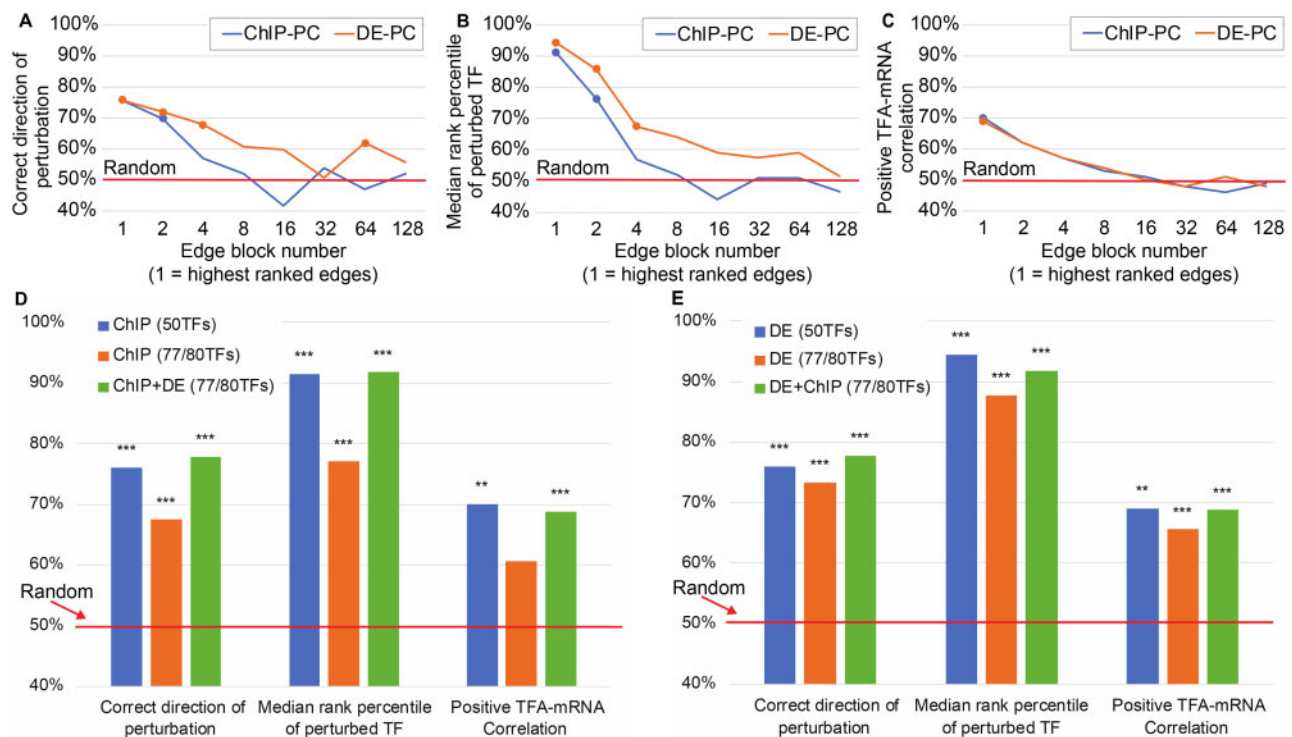 A
100%
90%
80%
70%
60%
50%
40%
ChIP-PC
DE-PC
Random
Correct direction of
perturbation
1 2 4 8 16 32 64 128
Edge block number
(1 = highest ranked edges)
B
100%
90%
80%
70%
60%
50%
40%
ChIP-PC
DE-PC
Random
Median rank percentile
of perturbed TF
1 2 4 8 16 32 64 128
Edge block number
(1 = highest ranked edges)
C
100%
90%
80%
70%
60%
50%
40%
ChIP-PC
DE-PC
Random
Positive TFA-mRNA
correlation
1 2 4 8 16 32 64 128
Edge block number
(1 = highest ranked edges)
D
100%
90%
80%
70%
60%
50%
40%
ChIP (50TFs)
ChIP (77/80TFs)
ChIP+DE (77/80TFs)
*** *** ***
*** *** ***
** ***
Random
Correct direction of
perturbation
Median rank percentile
of perturbed TF
Positive TFA-mRNA
Correlation
E
100%
90%
80%
70%
60%
50%
40%
DE (50TFs)
DE (77/80TFs)
DE+ChIP (77/80TFs)
*** *** ***
*** *** ***
** *** ***
Random
Correct direction of
perturbation
Median rank percentile
of perturbed TF
Positive TFA-mRNA
Correlation